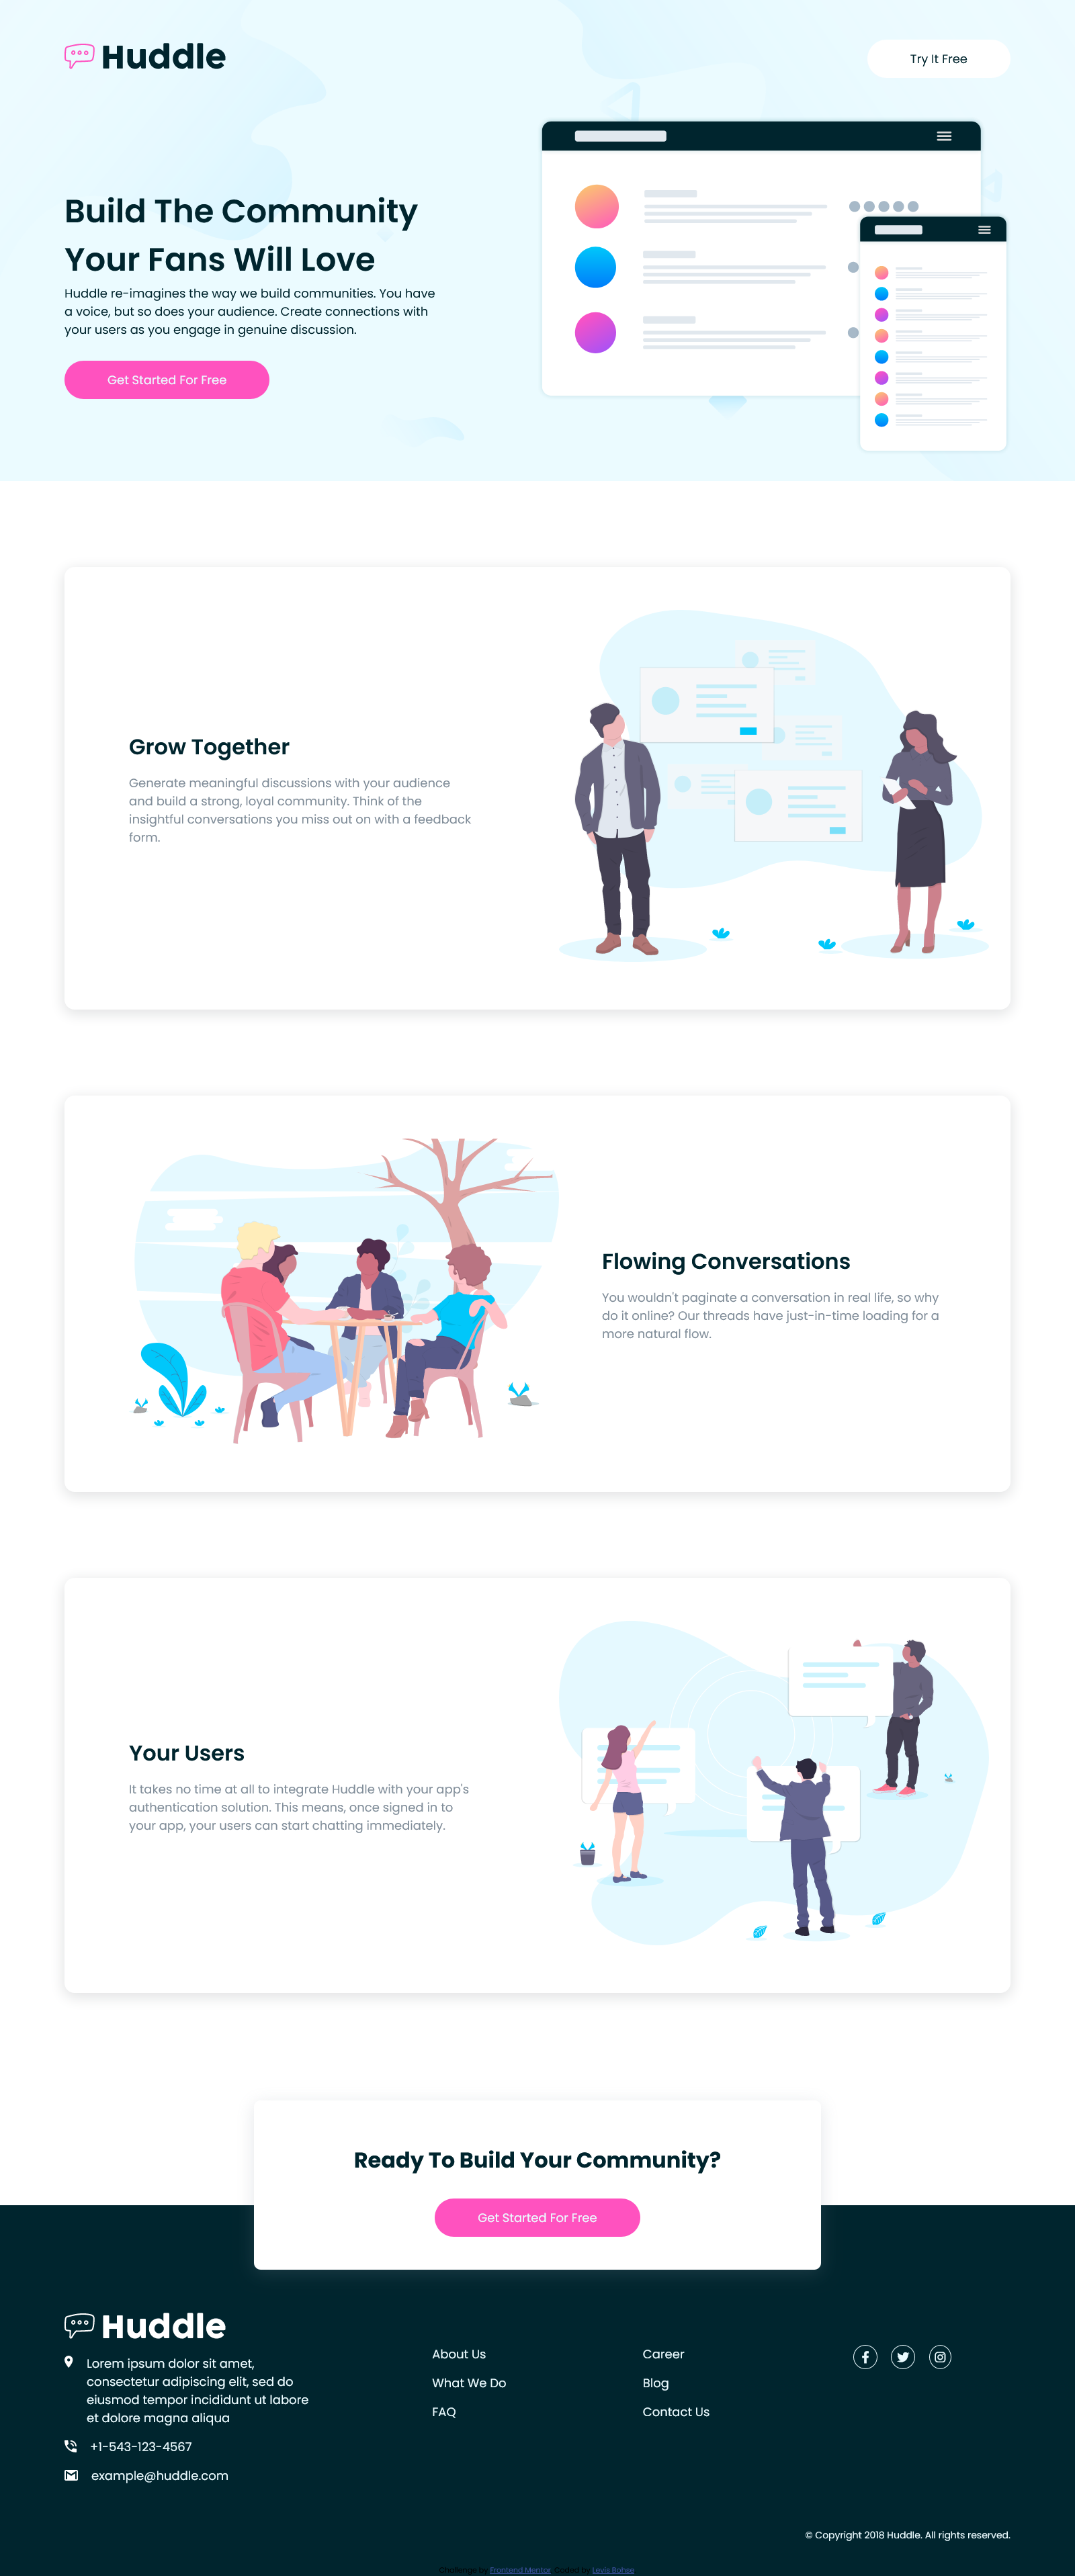 Huddle
Try It Free
Build The Community
Your Fans Will Love
Huddle re-imagines the way we build communities. You have
a voice, but so does your audience. Create connections with
your users as you engage in genuine discussion.
Get Started For Free
Grow Together
Generate meaningful discussions with your audience
and build a strong, loyal community. Think of the
insightful conversations you miss out on with a feedback
form.
Flowing Conversations
You wouldn't paginate a conversation in real life, so why
do it online? Our threads have just-in-time loading for a
more natural flow.
Your Users
It takes no time at all to integrate Huddle with your app's
authentication solution. This means, once signed in to
your app, your users can start chatting immediately.
Ready To Build Your Community?
Get Started For Free
Huddle
Lorem ipsum dolor sit amet,
consectetur adipiscing elit, sed do
eiusmod tempor incididunt ut labore
et dolore magna aliqua
+1-543-123-4567
example@huddle.com
About Us
What We Do
FAQ
Career
Blog
Contact Us
© Copyright 2018 Huddle. All rights reserved.
Challenge by Frontend Mentor. Coded by Levis Bohse